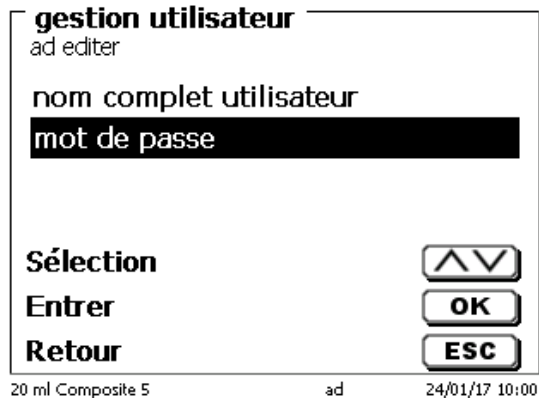 gestion utilisateur
ad editer
nom complet utilisateur
mot de passe
Sélection
Entrer OK
Retour ESC
20 ml Composite 5 ad 24/01/17 10:00